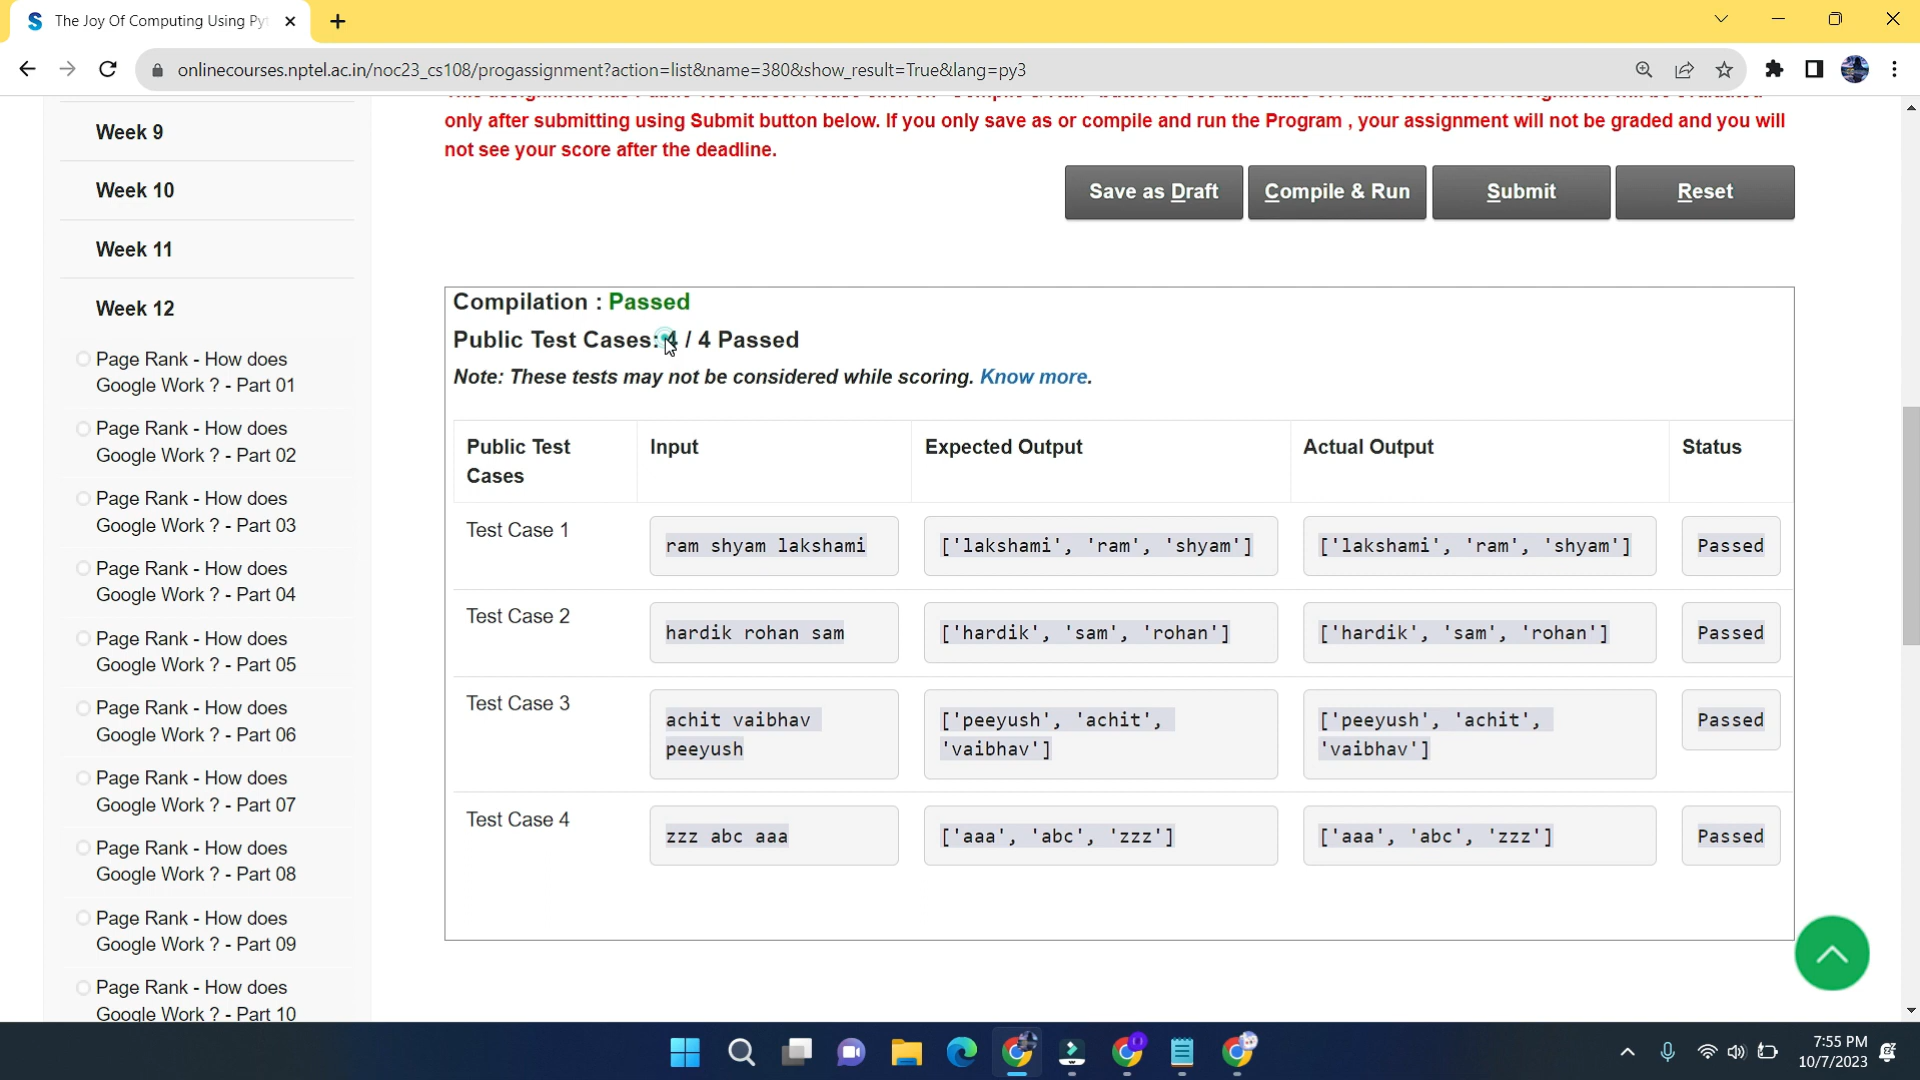 The Joy Of Computing Using Pyt
onlinecourses.nptel.ac.in/noc23_cs108/progassignment?action=list&name=380&show_result=True&lang=py3
only after submitting using Submit button below. If you only save as or compile and run the Program , your assignment will not be graded and you will
not see your score after the deadline.
Save as Draft Compile & Run Submit Reset
Week 9
Week 10
Week 11
Week 12
Page Rank - How does
Google Work ? - Part 01
Page Rank - How does
Google Work ? - Part 02
Page Rank - How does
Google Work ? - Part 03
Page Rank - How does
Google Work ? - Part 04
Page Rank - How does
Google Work ? - Part 05
Page Rank - How does
Google Work ? - Part 06
Page Rank - How does
Google Work ? - Part 07
Page Rank - How does
Google Work ? - Part 08
Page Rank - How does
Google Work ? - Part 09
Page Rank - How does
Google Work ? - Part 10
Compilation : Passed
Public Test Cases: 4 / 4 Passed
Note: These tests may not be considered while scoring. Know more.
Public Test Input Expected Output Actual Output Status
Cases
Test Case 1 ram shyam lakshami ['lakshami', 'ram', 'shyam'] ['lakshami', 'ram', 'shyam'] Passed
Test Case 2 hardik rohan sam ['hardik', 'sam', 'rohan'] ['hardik', 'sam', 'rohan'] Passed
Test Case 3 achit vaibhav ['peeyush', 'achit', ['peeyush', 'achit', Passed
peeyush 'vaibhav'] 'vaibhav']
Test Case 4 zzz abc aaa ['aaa', 'abc', 'zzz'] ['aaa', 'abc', 'zzz'] Passed
7:55 PM
10/7/2023